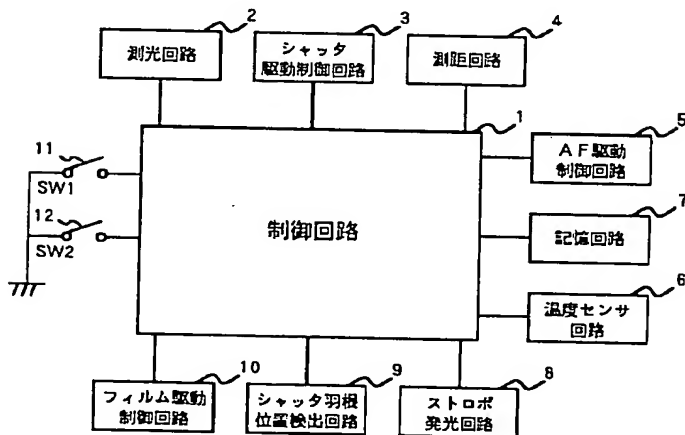 2
3
4
測光回路
シャッタ
駆動制御回路
測距回路
1
5
AF駆動
制御回路
11
SW1
12
SW2
制御回路
7
記憶回路
6
温度センサ
回路
10
9
8
フィルム駆動
制御回路
シャッタ羽根
位置検出回路
ストロボ
発光回路